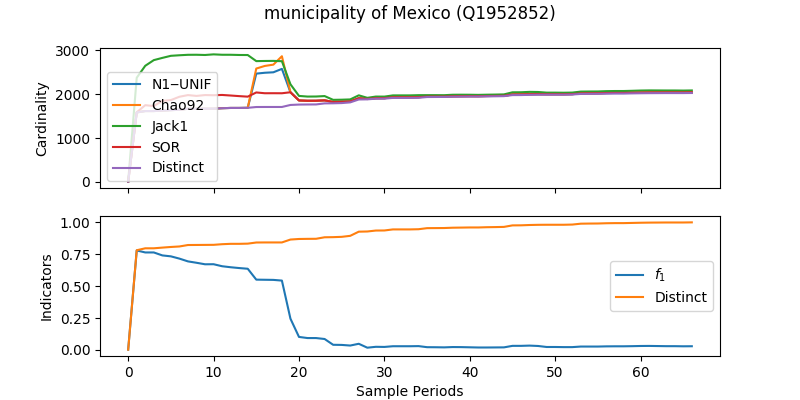 municipality of Mexico (Q1952852)
3000
2000
1000
0
Cardinality
N1‒UNIF
Chao92
Jack1
SOR
Distinct
1.00
0.75
0.50
0.25
0.00
Indicators
f1
Distinct
0 10 20 30 40 50 60
Sample Periods